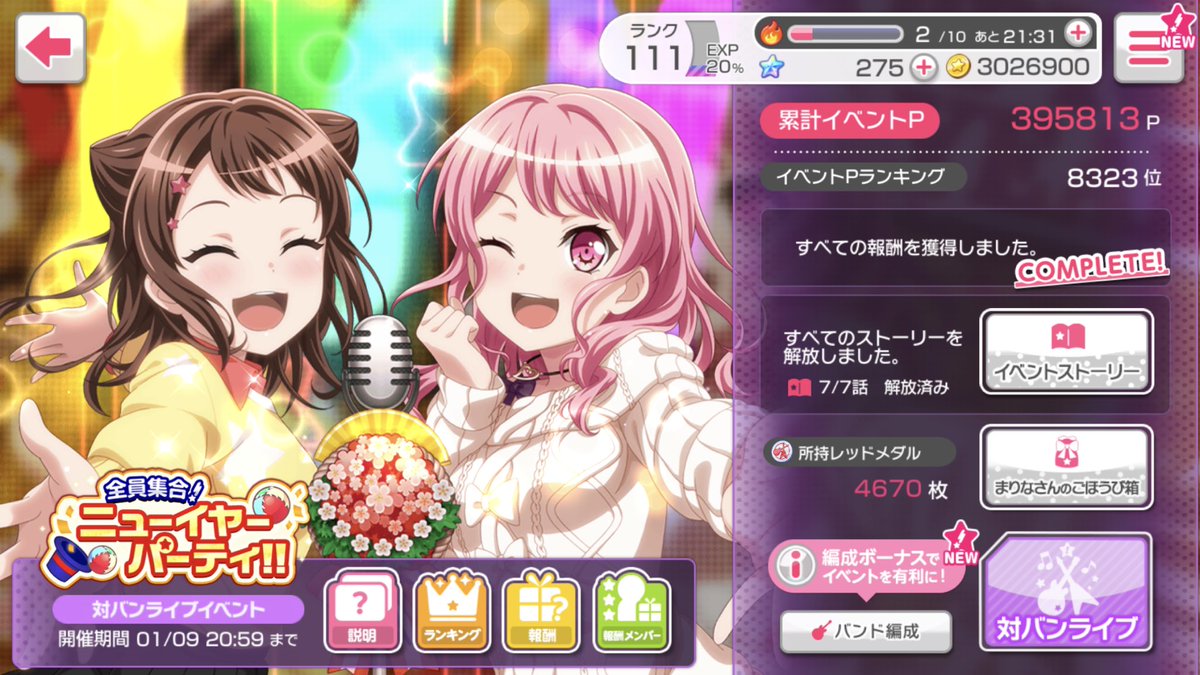 ランク
111
EXP
20%
2 /10 あと21:31
275
3026900
NEW
累計イベントP
395813 P
イベントPランキング
8323 位
すべての報酬を獲得しました。
COMPLETE!
すべてのストーリーを
解放しました。
7/7話 解放済み
イベントストーリー
所持レッドメダル
4670 枚
まりなさんのごほうび箱
編成ボーナスで
イベントを有利に!
NEW
バンド編成
対バンライブ
全員集合!
ニューイヤー
パーティ!!
対バンライブイベント
開催期間 01/09 20:59 まで
?
説明
ランキング
?
報酬
報酬メンバー